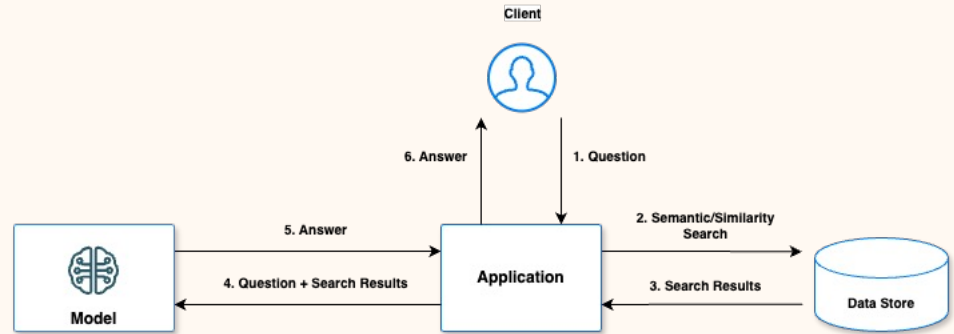 Client
6. Answer
1. Question
5. Answer
2. Semantic/Similarity
Search
4. Question + Search Results
Application
3. Search Results
Model
Data Store